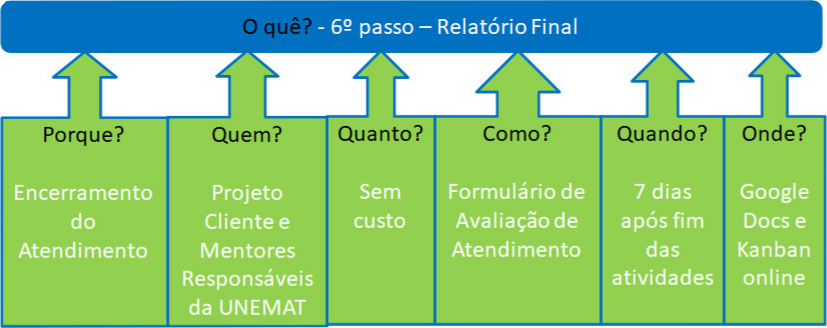 O quê? - 6º passo – Relatório Final
Porque?
Encerramento
do
Atendimento
Quem?
Projeto
Cliente e
Mentores
Responsáveis
da UNEMAT
Quanto?
Sem
custo
Como?
Formulário de
Avaliação de
Atendimento
Quando?
7 dias
após fim
das
atividades
Onde?
Google
Docs e
Kanban
online